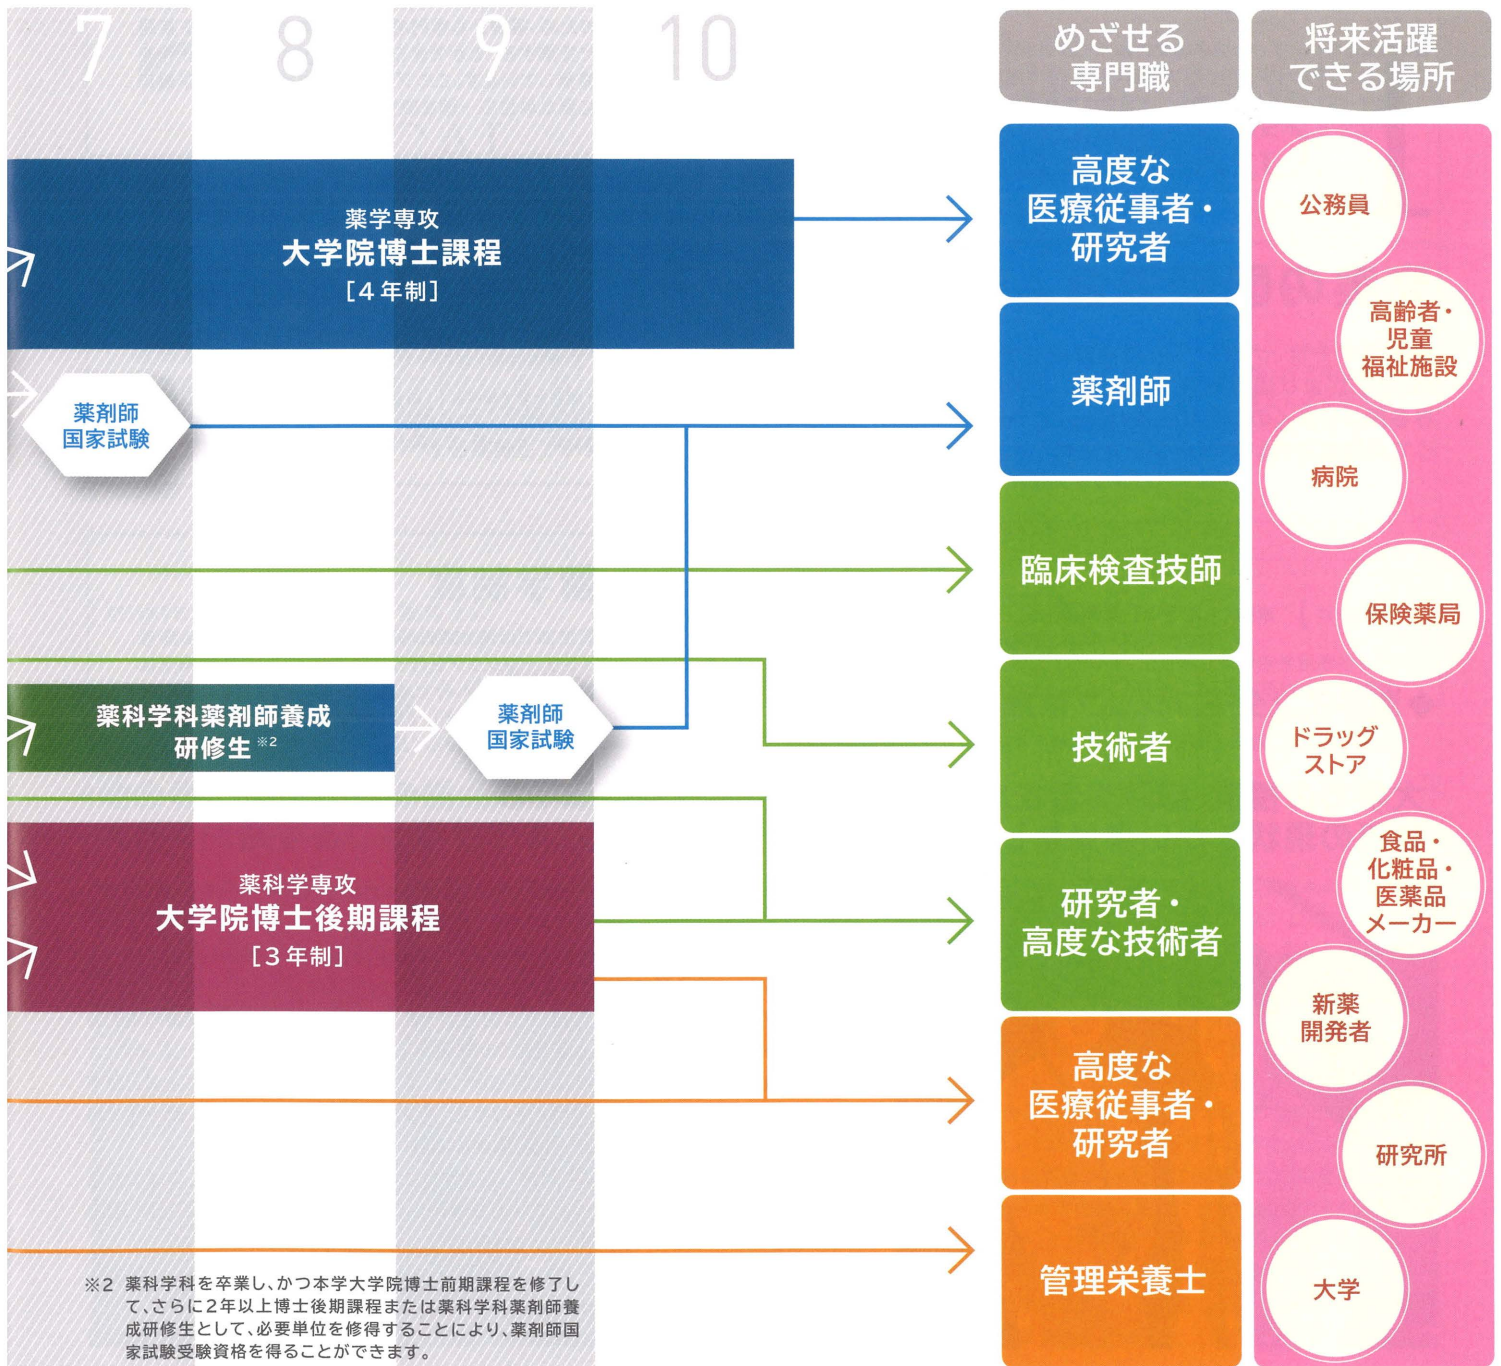 7
8
9
10
めざせる
専門職
将来活躍
できる場所
薬学専攻
大学院博士課程
[4年制]
薬剤師
国家試験
薬科学科薬剤師養成
研修生※2
薬剤師
国家試験
薬科学専攻
大学院博士後期課程
[3年制]
高度な
医療従事者・
研究者
薬剤師
臨床検査技師
技術者
研究者・
高度な技術者
高度な
医療従事者・
研究者
管理栄養士
公務員
高齢者・
児童
福祉施設
病院
保険薬局
ドラッグ
ストア
食品・
化粧品・
医薬品
メーカー
新薬
開発者
研究所
大学
※2 薬科学科を卒業し、かつ本学大学院博士前期課程を修了し
て、さらに2年以上博士後期課程または薬科学科薬剤師養
成研修生として、必要単位を修得することにより、薬剤師国
家試験受験資格を得ることができます。